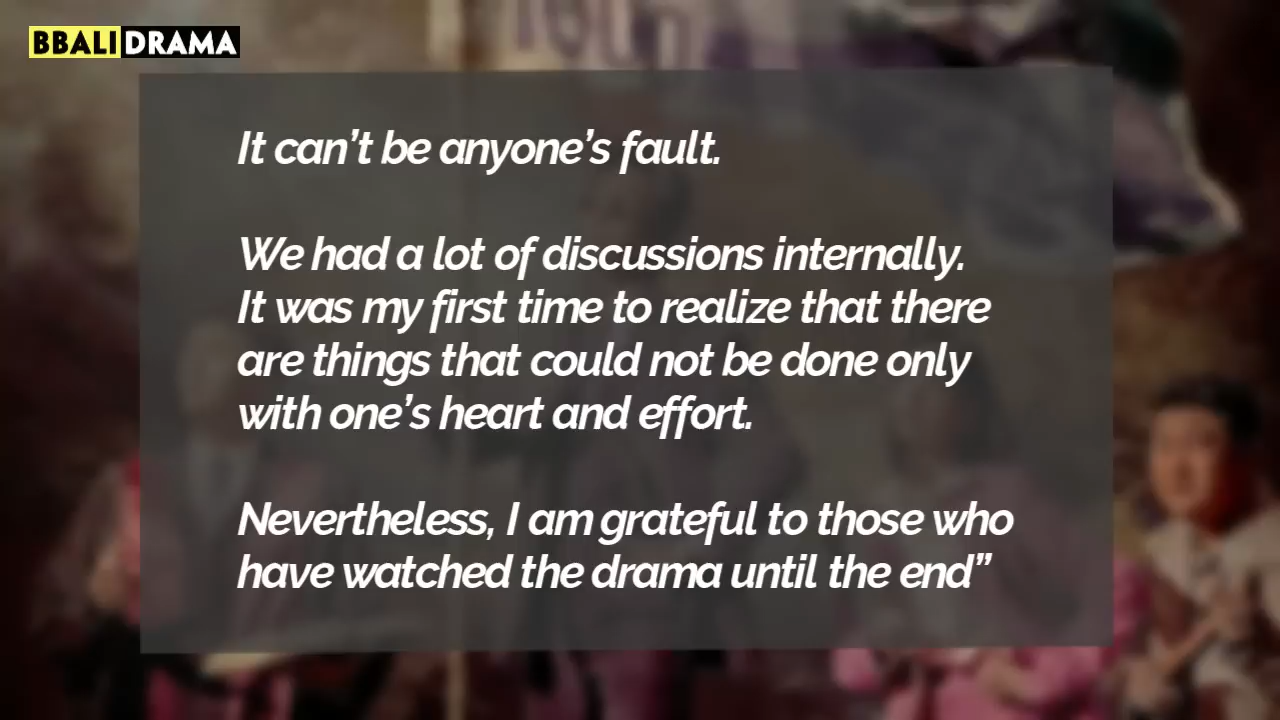 BBALI DRAMA
It can’t be anyone’s fault.
We had a lot of discussions internally.
It was my first time to realize that there
are things that could not be done only
with one’s heart and effort.
Nevertheless, I am grateful to those who
have watched the drama until the end”